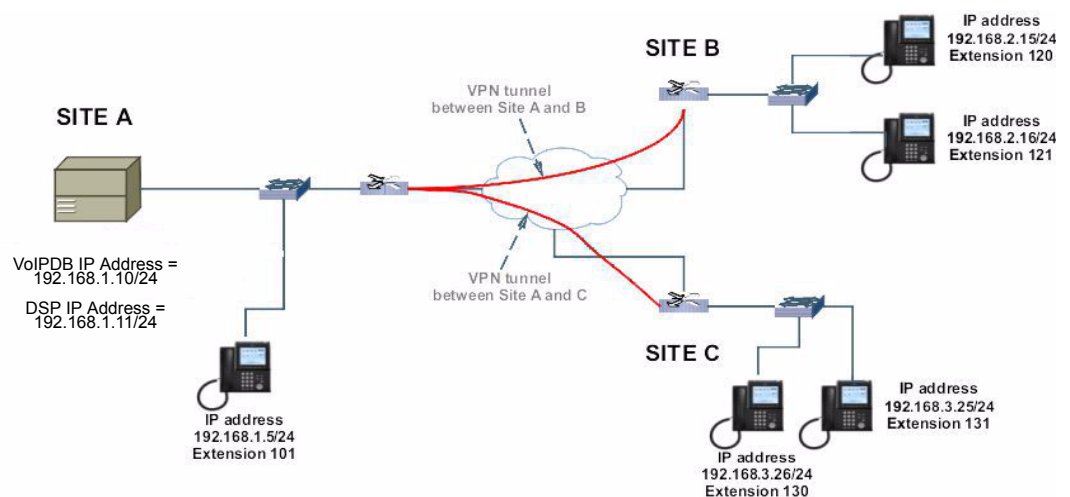 SITE A
VoIPDB IP Address =
192.168.1.10/24
DSP IP Address =
192.168.1.11/24
IP address
192.168.1.5/24
Extension 101
VPN tunnel
between Site A and B
VPN tunnel
between Site A and C
SITE B
IP address
192.168.2.15/24
Extension 120
IP address
192.168.2.16/24
Extension 121
SITE C
IP address
192.168.3.25/24
Extension 131
IP address
192.168.3.26/24
Extension 130